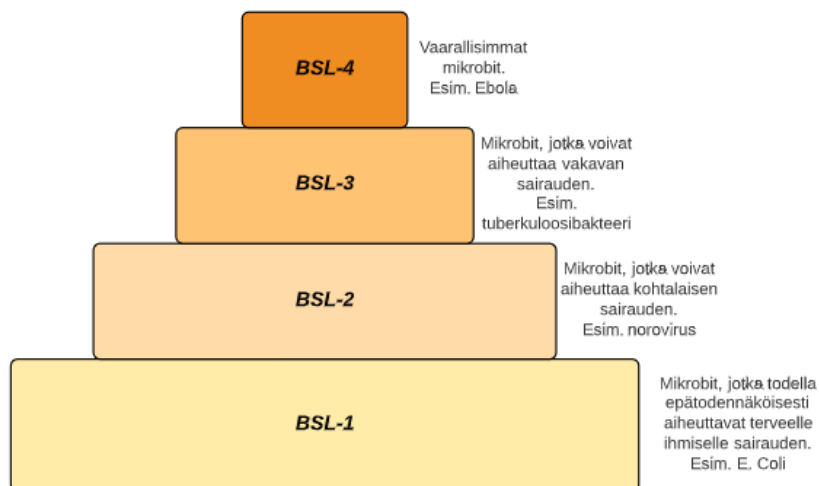 BSL-4
Vaarallisimmat
mikrobit.
Esim. Ebola
BSL-3
Mikrobit, jotka voivat
aiheuttaa vakavan
sairauden.
Esim.
tuberkuloosibakteeri
BSL-2
Mikrobit, jotka voivat
aiheuttaa kohtalaisen
sairauden.
Esim. norovirus
BSL-1
Mikrobit, jotka todella
epätodennäköisesti
aiheuttavat terveelle
ihmiselle sairauden.
Esim. E. Coli